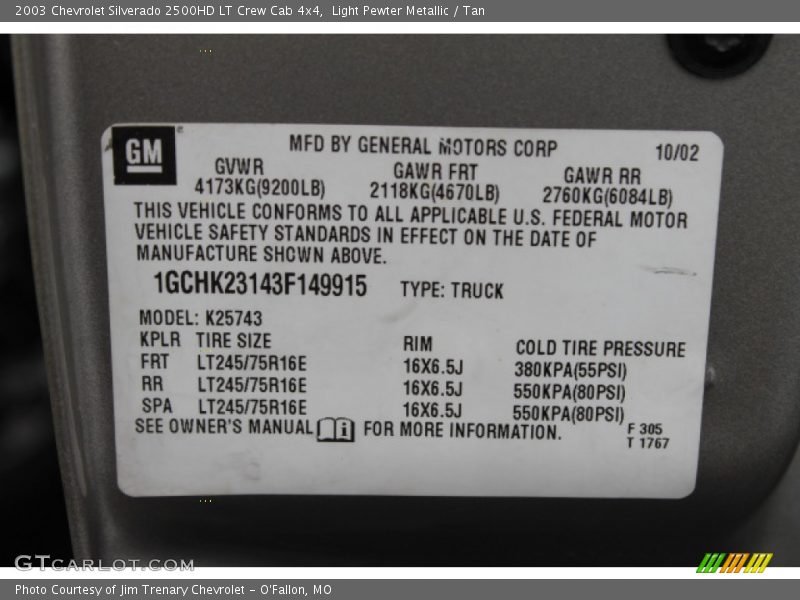 2003 Chevrolet Silverado 2500HD LT Crew Cab 4x4, Light Pewter Metallic / Tan
GM
MFD BY GENERAL MOTORS CORP 10/02
GVWR GAWR FRT GAWR RR
4173KG(9200LB) 2118KG(4670LB) 2760KG(6084LB)
THIS VEHICLE CONFORMS TO ALL APPLICABLE U.S. FEDERAL MOTOR
VEHICLE SAFETY STANDARDS IN EFFECT ON THE DATE OF
MANUFACTURE SHOWN ABOVE.
1GCHK23143F149915 TYPE: TRUCK
MODEL: K25743
KPLR TIRE SIZE RIM COLD TIRE PRESSURE
FRT LT245/75R16E 16X6.5J 380KPA(55PSI)
RR LT245/75R16E 16X6.5J 550KPA(80PSI)
SPA LT245/75R16E 16X6.5J 550KPA(80PSI)
SEE OWNER'S MANUAL i FOR MORE INFORMATION.
F 305
T 1767
GTCARLOT.COM
Photo Courtesy of Jim Trenary Chevrolet - O'Fallon, MO